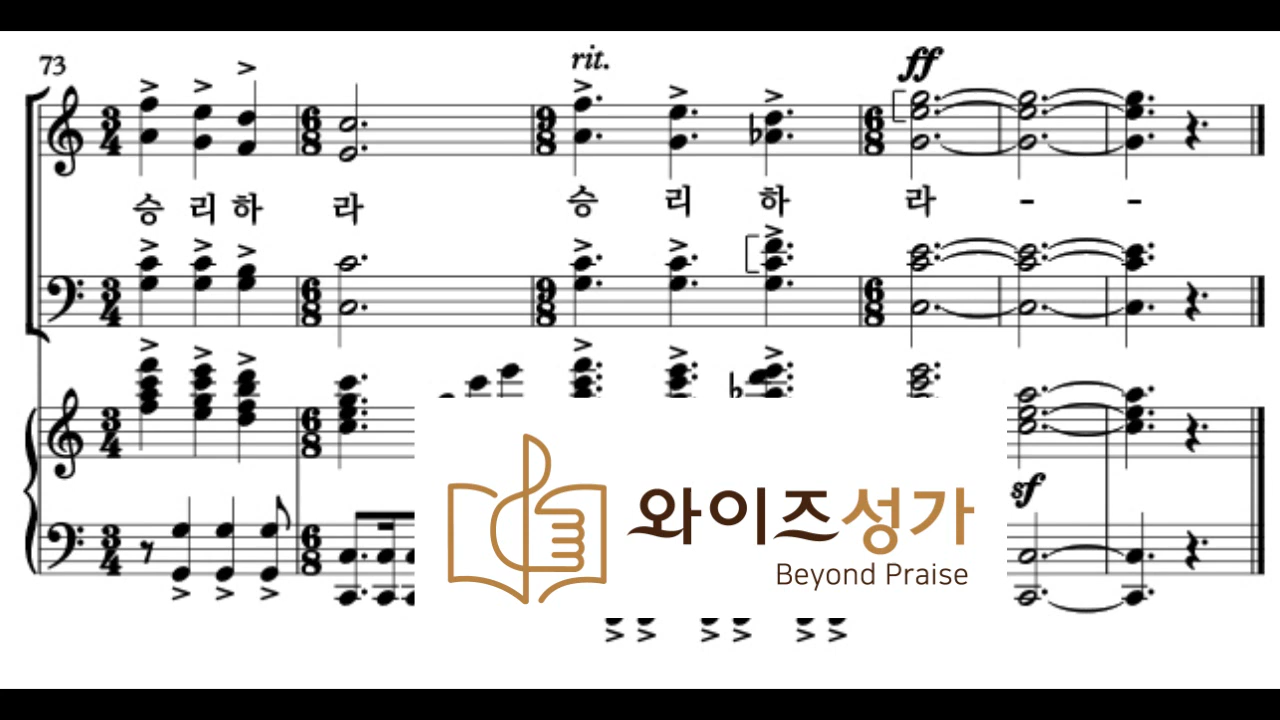 73
rit.
ff
승 리 하 라 승 리 하 라 - -
sf
와이즈성가
Beyond Praise